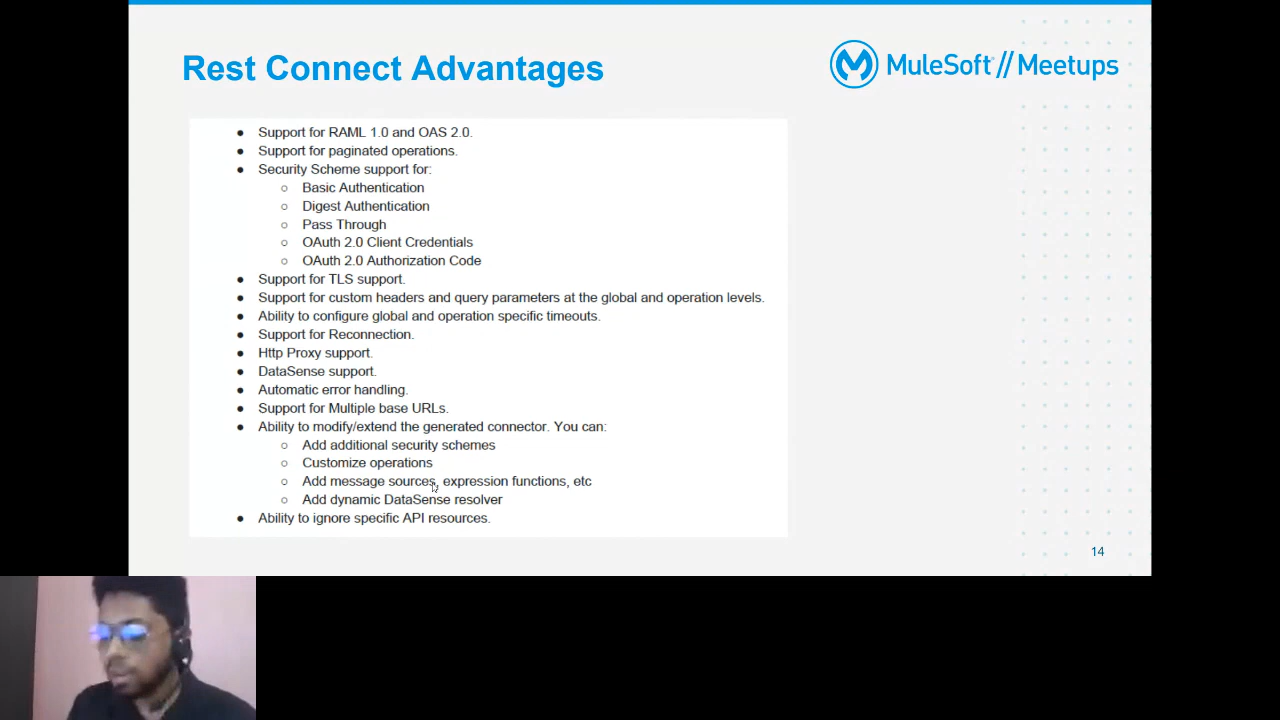 Rest Connect Advantages
MuleSoft // Meetups
● Support for RAML 1.0 and OAS 2.0.
● Support for paginated operations.
● Security Scheme support for:
○ Basic Authentication
○ Digest Authentication
○ Pass Through
○ OAuth 2.0 Client Credentials
○ OAuth 2.0 Authorization Code
● Support for TLS support.
● Support for custom headers and query parameters at the global and operation levels.
● Ability to configure global and operation specific timeouts.
● Support for Reconnection.
● Http Proxy support.
● DataSense support.
● Automatic error handling.
● Support for Multiple base URLs.
● Ability to modify/extend the generated connector. You can:
○ Add additional security schemes
○ Customize operations
○ Add message sources, expression functions, etc
○ Add dynamic DataSense resolver
● Ability to ignore specific API resources.
14